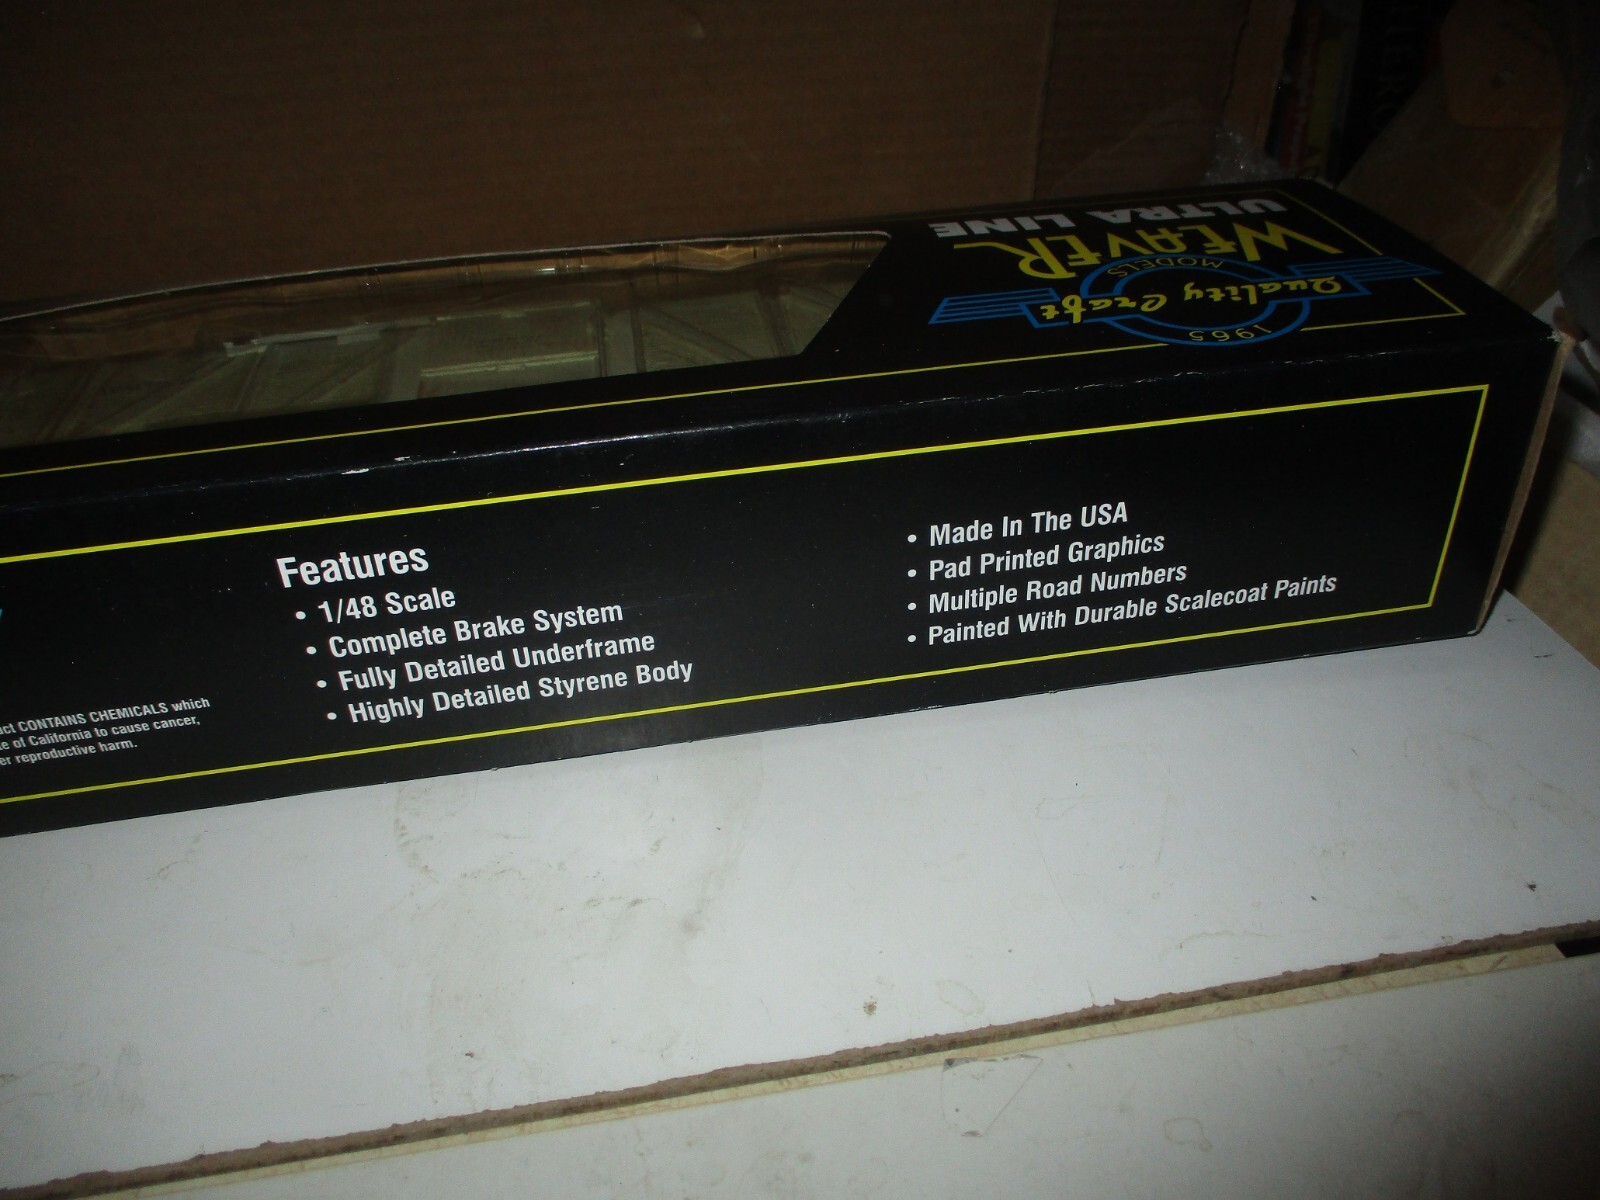 ULTRA LINE
WEAVER
MODELS
Quality Craft
1965
Features
• 1/48 Scale
• Complete Brake System
• Fully Detailed Underframe
• Highly Detailed Styrene Body
• Made In The USA
• Pad Printed Graphics
• Multiple Road Numbers
• Painted With Durable Scalecoat Paints
CONTAINS CHEMICALS which
of California to cause cancer,
reproductive harm.